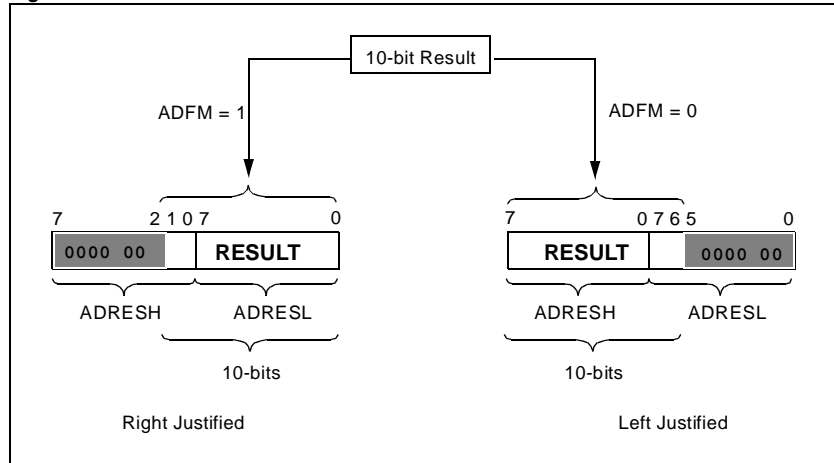 10-bit Result
ADFM = 1
ADFM = 0
7 2 1 0 7 0
7 0 7 6 5 0
0000 00 RESULT
RESULT 0000 00
ADRESH ADRESL
ADRESH ADRESL
10-bits
10-bits
Right Justified
Left Justified